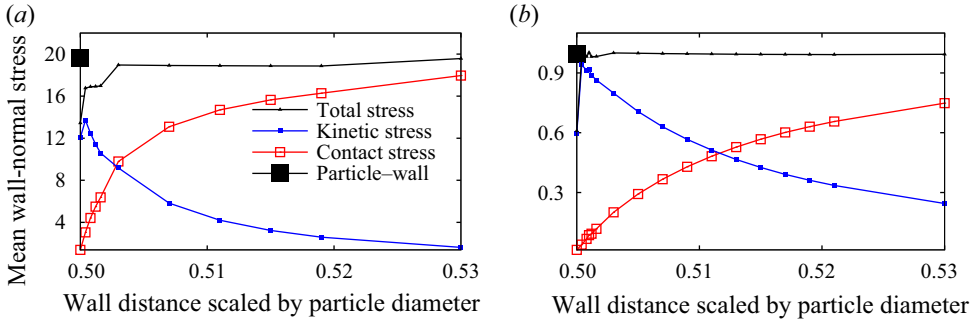 (a)
(b)
Mean wall-normal stress
20
16
12
8
4
0.50
0.51
0.52
0.53
Total stress
Kinetic stress
Contact stress
Particle–wall
Wall distance scaled by particle diameter
0.9
0.6
0.3
0.50
0.51
0.52
0.53
Wall distance scaled by particle diameter